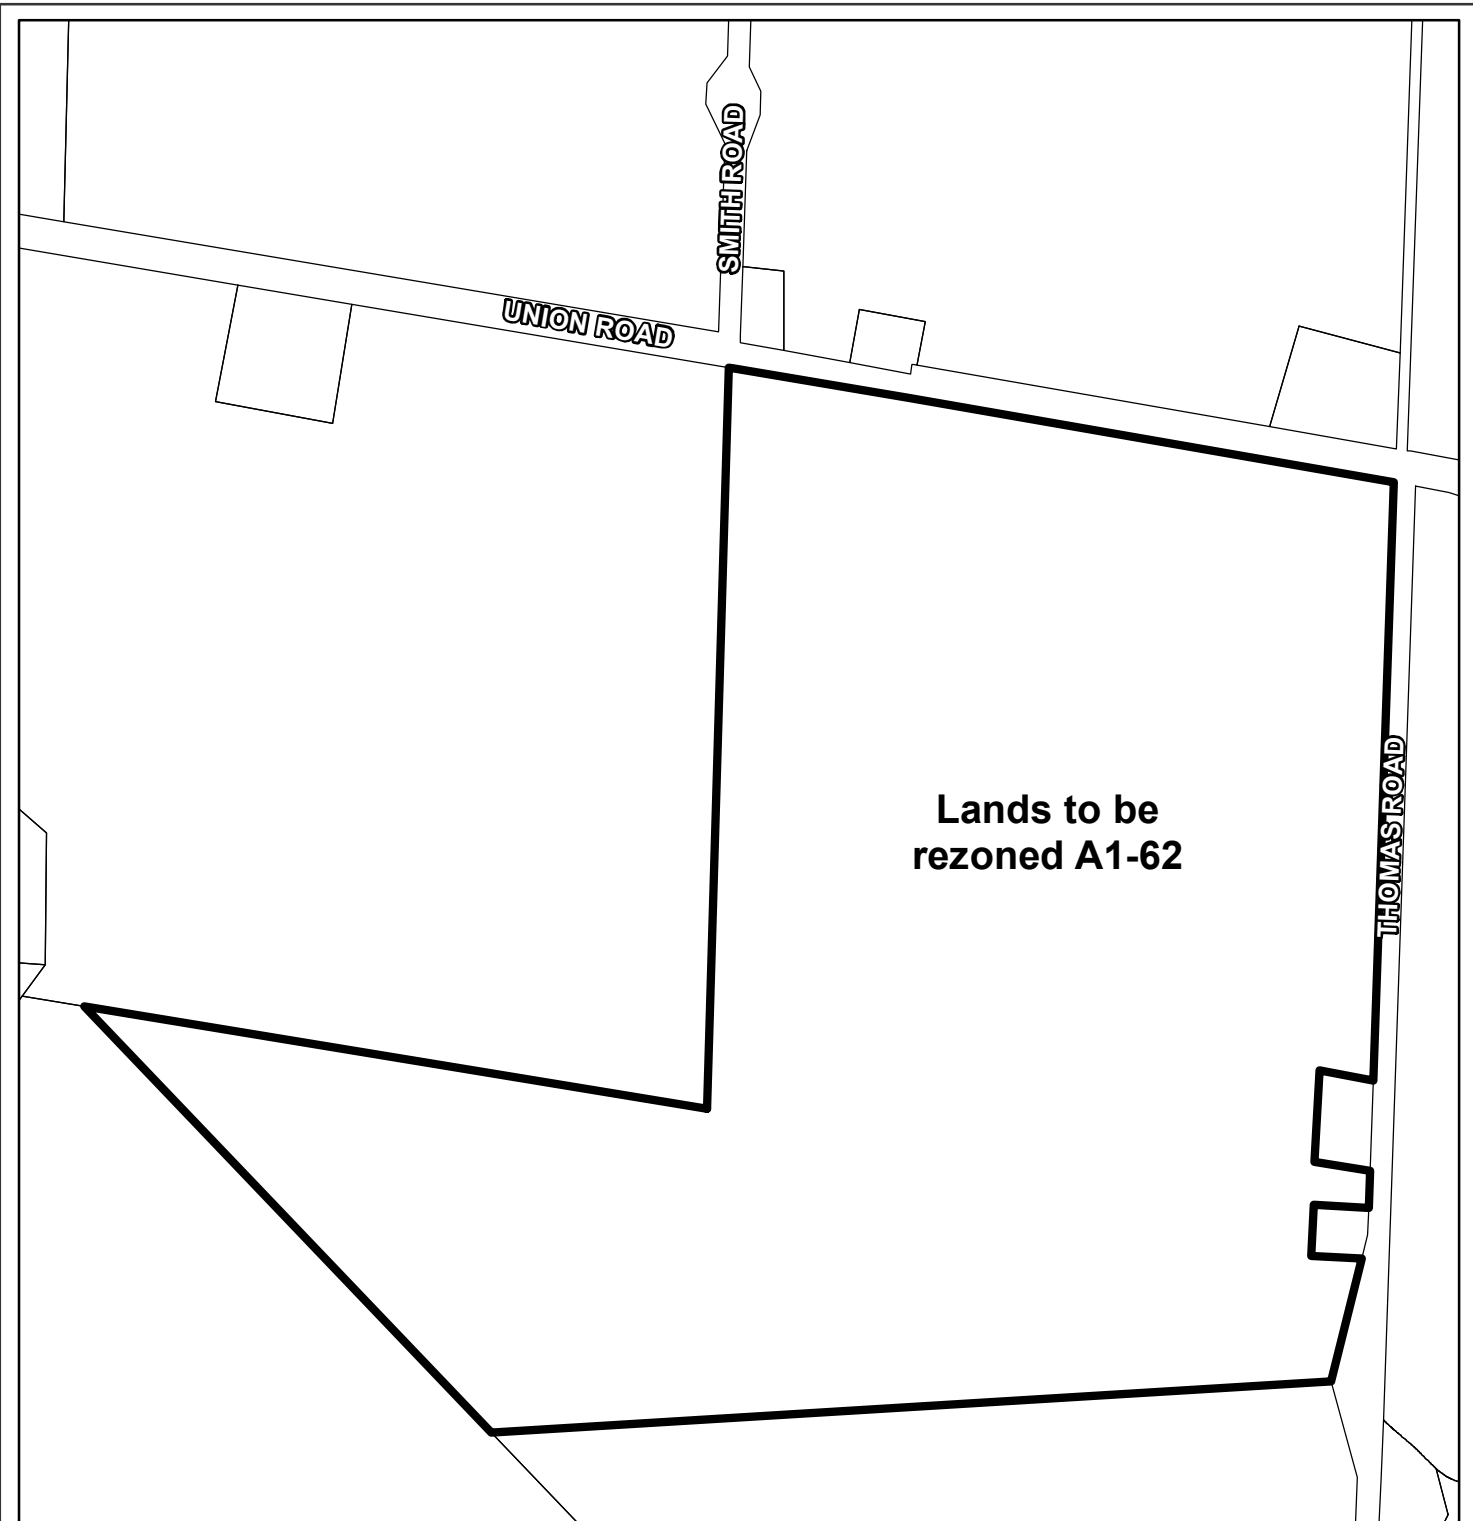 SMITH ROAD
UNION ROAD
THOMAS ROAD
Lands to be
rezoned A1-62